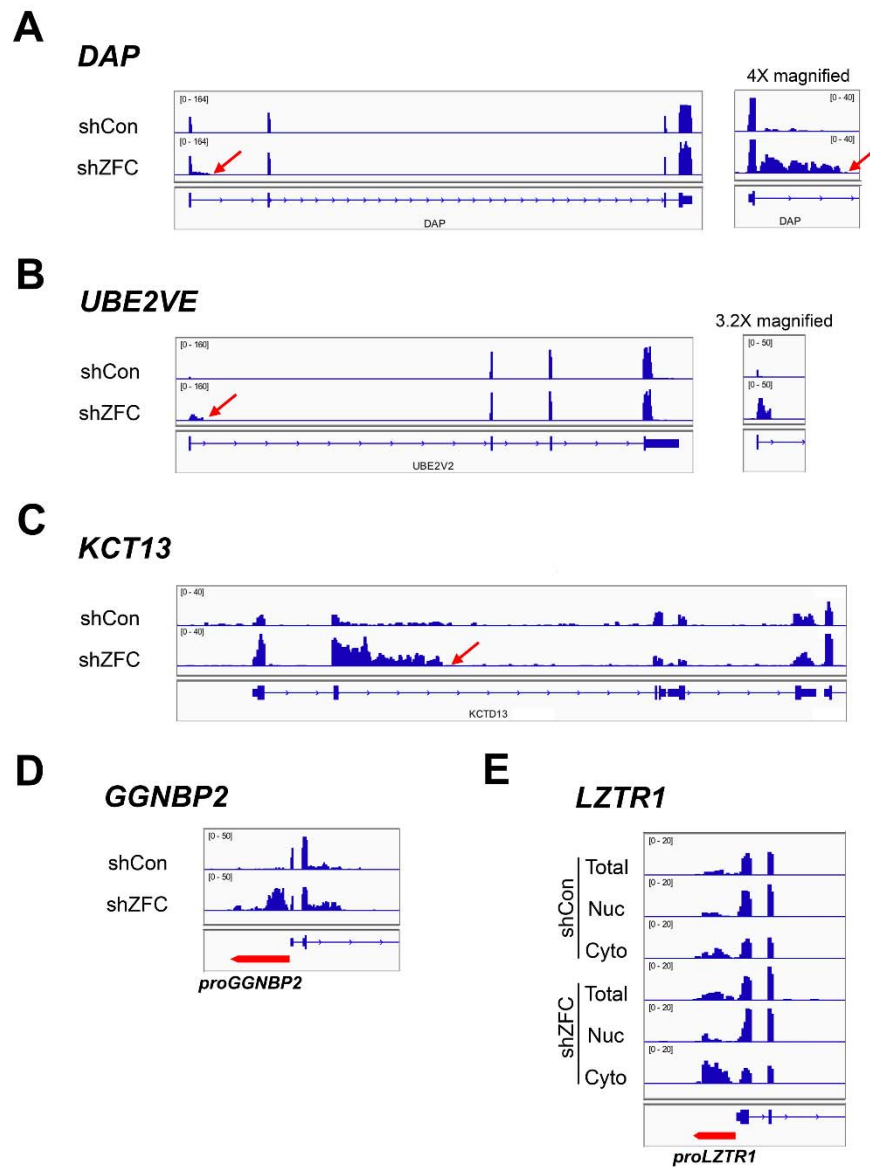 A
DAP
4X magnified
[0 - 164]
[0 - 40]
shCon
[0 - 164]
[0 - 40]
shZFC
DAP
DAP
B
UBE2VE
3.2X magnified
[0 - 160]
[0 - 50]
shCon
[0 - 160]
[0 - 50]
shZFC
UBE2V2
C
KCT13
[0 - 40]
shCon
[0 - 40]
shZFC
KCTD13
D
GGNBP2
[0 - 50]
shCon
[0 - 50]
shZFC
proGGNBP2
E
LZTR1
shCon
[0 - 20]
Total
[0 - 20]
Nuc
[0 - 20]
Cyto
shZFC
[0 - 20]
Total
[0 - 20]
Nuc
[0 - 20]
Cyto
proLZTR1